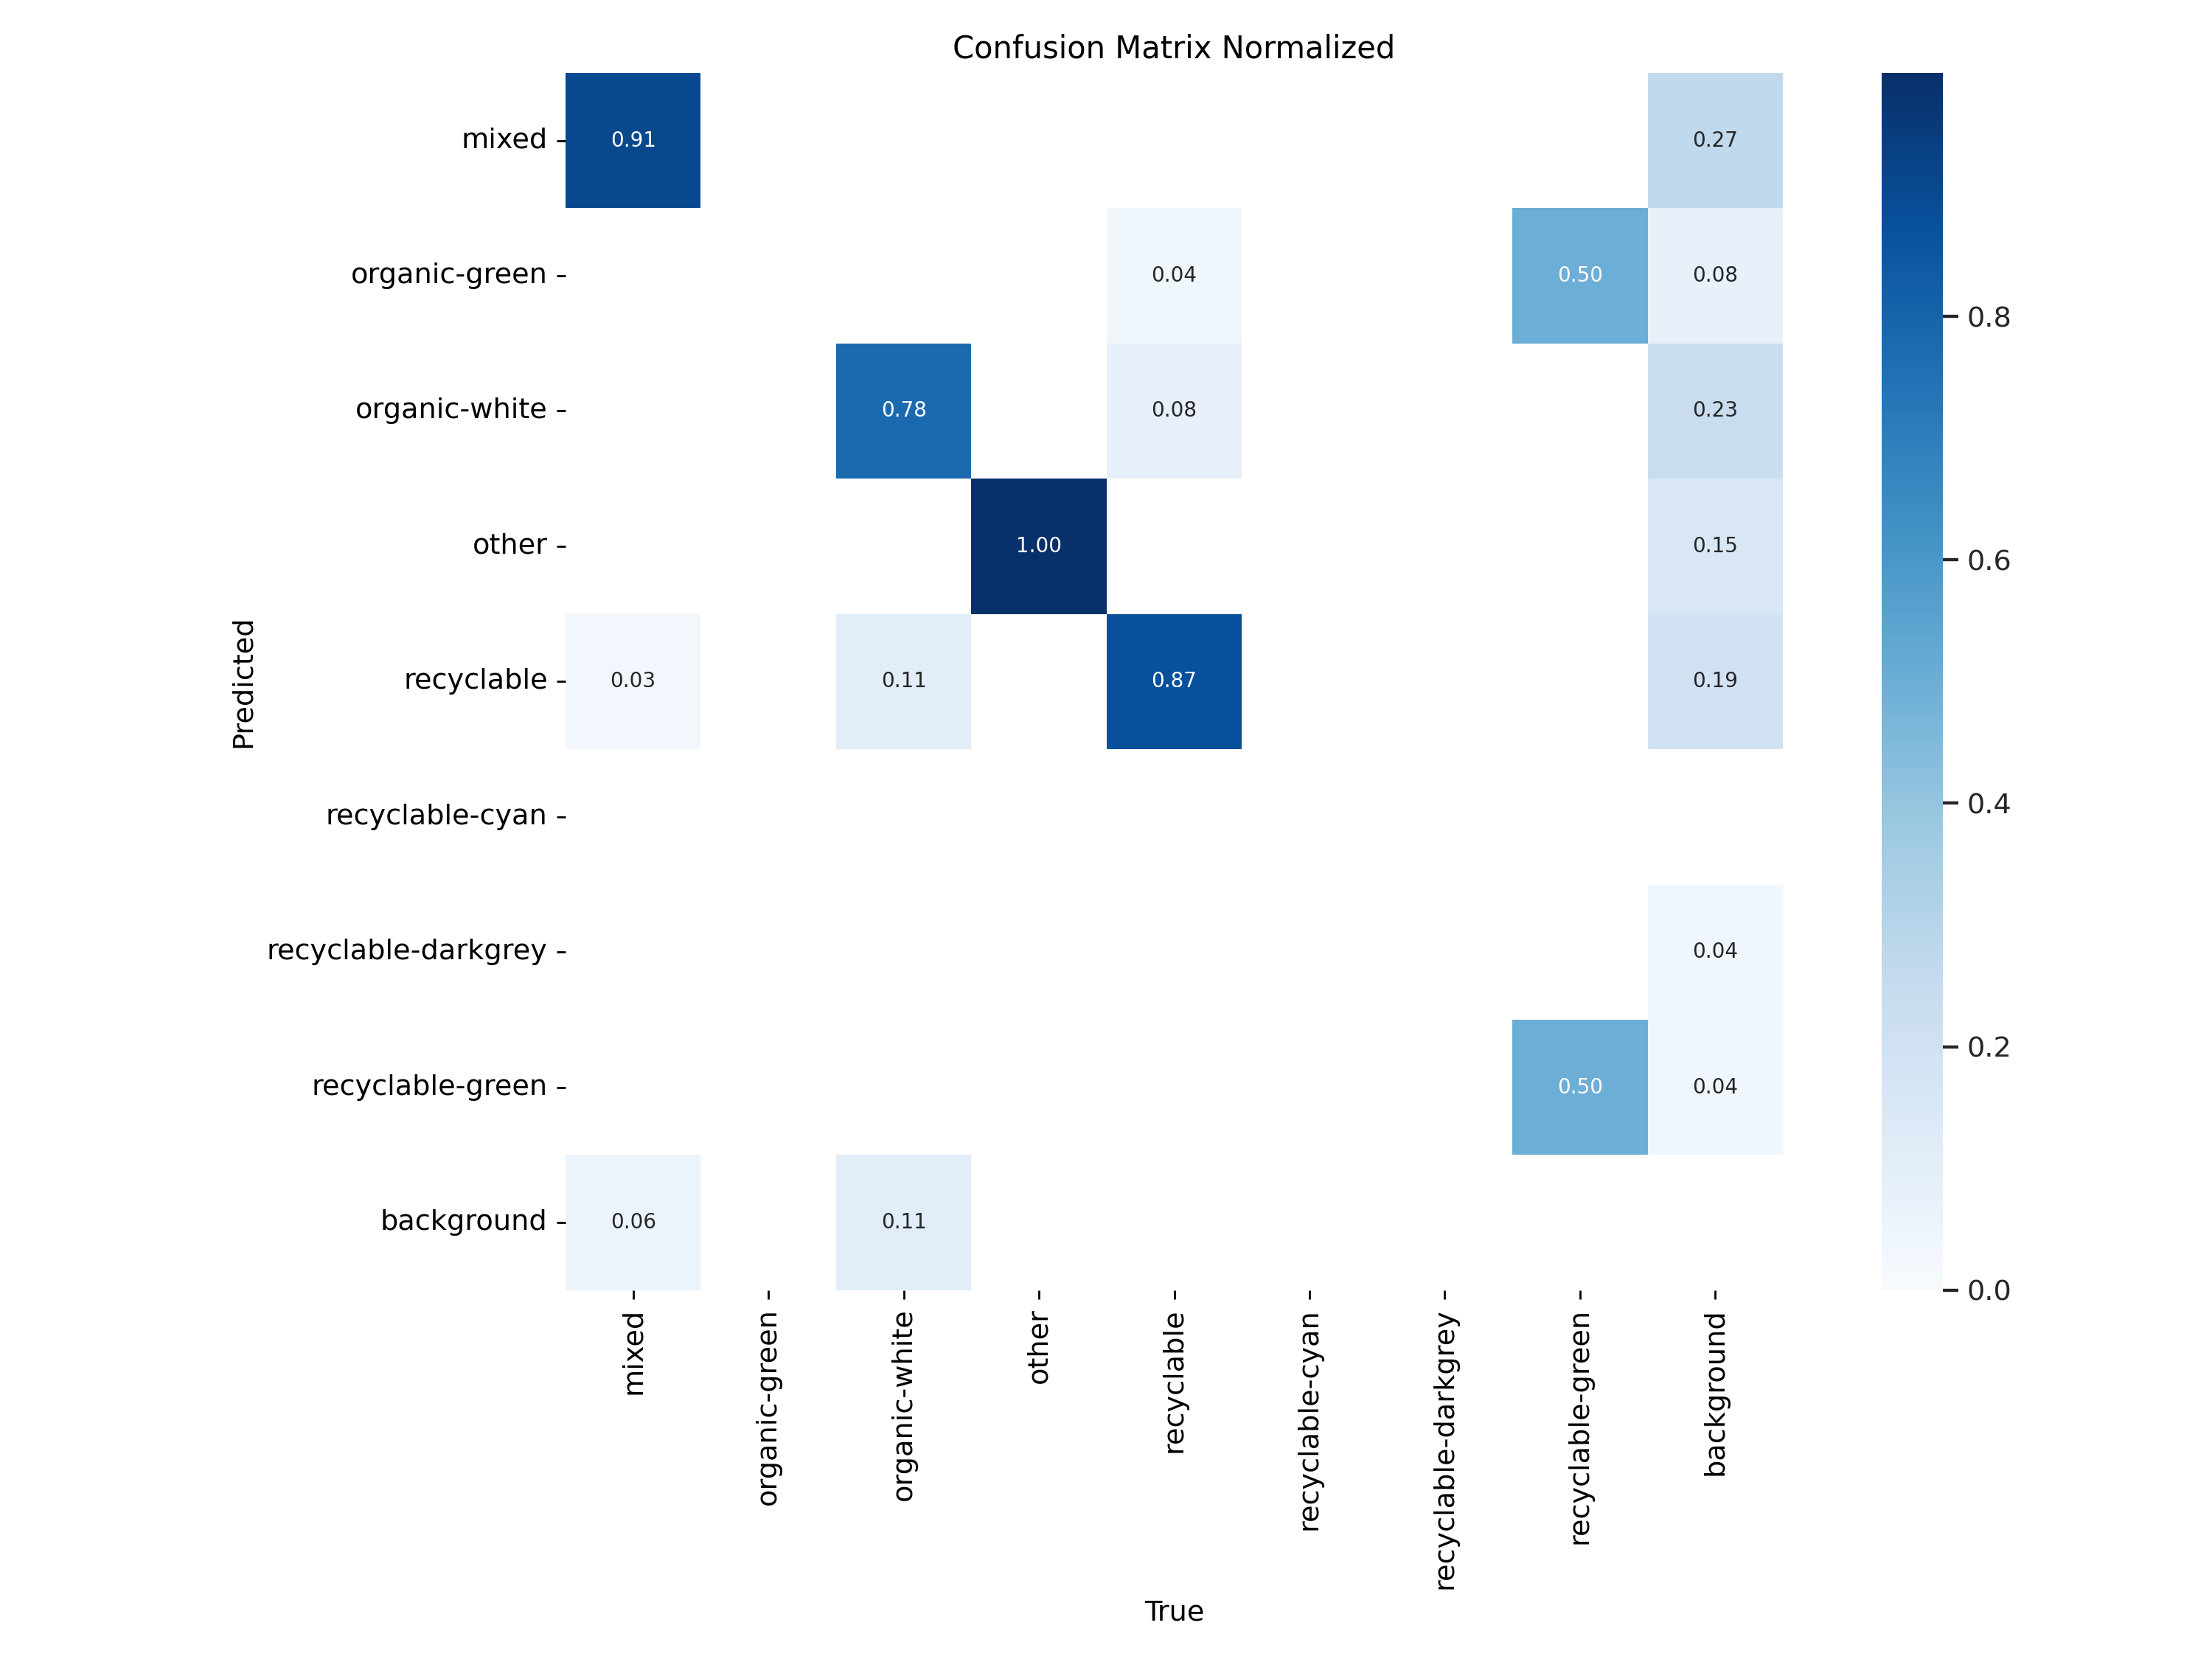 Confusion Matrix Normalized
mixed
0.91
0.27
organic-green
0.04
0.50
0.08
organic-white
0.78
0.08
0.23
other
1.00
0.15
recyclable
0.03
0.11
0.87
0.19
recyclable-cyan
recyclable-darkgrey
0.04
recyclable-green
0.50
0.04
background
0.06
0.11
Predicted
mixed
organic-green
organic-white
other
recyclable
recyclable-cyan
recyclable-darkgrey
recyclable-green
background
True
0.8
0.6
0.4
0.2
0.0